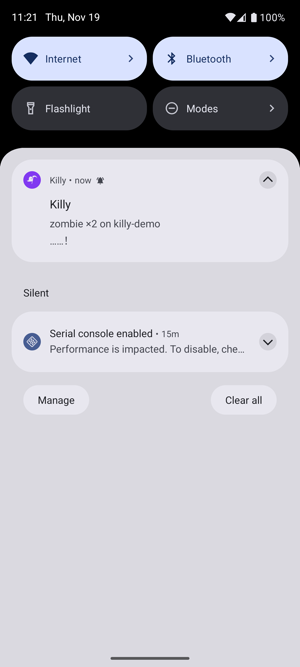 11:21 Thu, Nov 19
100%
Internet
Bluetooth
Flashlight
Modes
Killy • now
Killy
zombie ×2 on killy-demo
……！
Silent
Serial console enabled • 15m
Performance is impacted. To disable, che…
Manage
Clear all